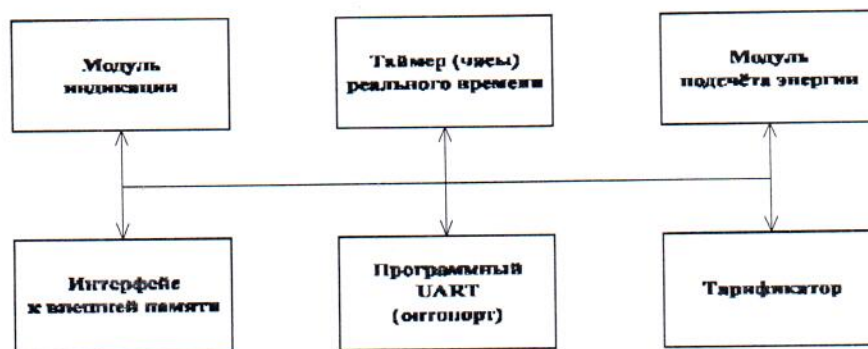 Модуль
индикации
Таймер (часы)
реального времени
Модуль
подсчёта энергии
Интерфейс
к внешней памяти
Программный
UART
(оптопорт)
Тарификатор